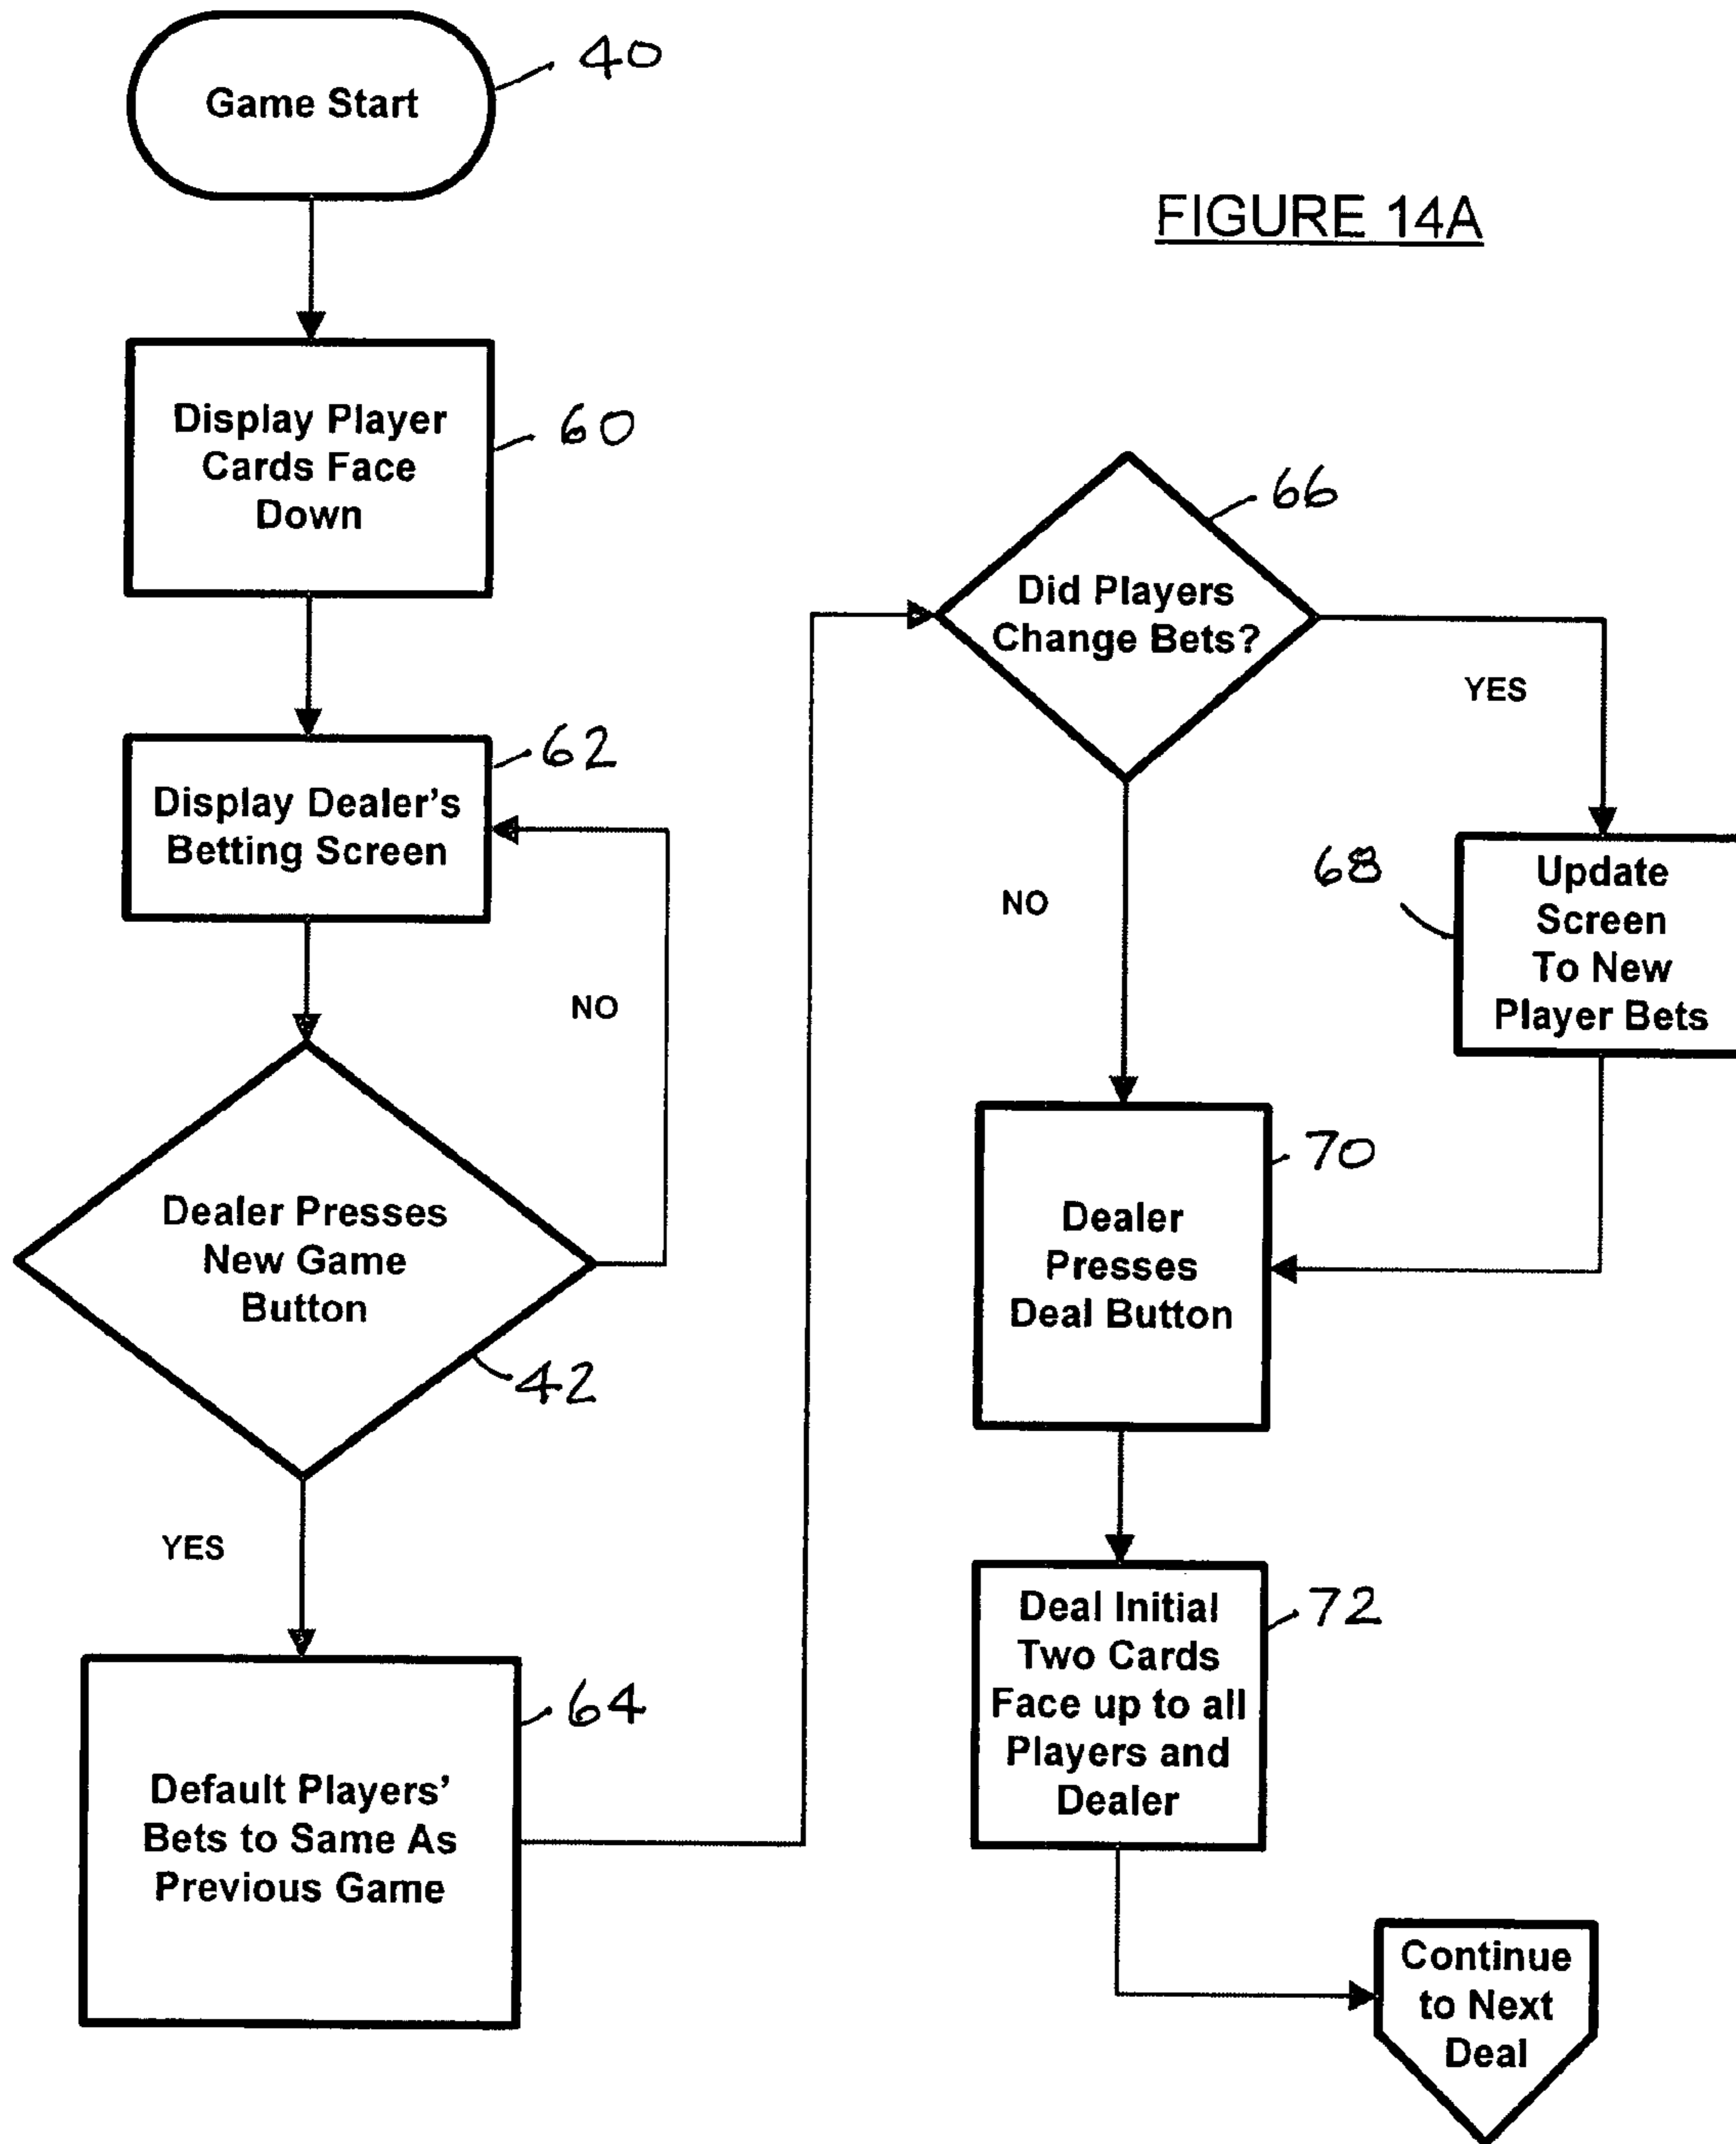 Game Start
40
FIGURE 14A
Display Player
Cards Face
Down
60
Display Dealer's
Betting Screen
62
NO
Dealer Presses
New Game
Button
42
YES
Default Players'
Bets to Same As
Previous Game
64
Did Players
Change Bets?
66
YES
NO
Update
Screen
To New
Player Bets
68
Dealer
Presses
Deal Button
70
Deal Initial
Two Cards
Face up to all
Players and
Dealer
72
Continue
to Next
Deal